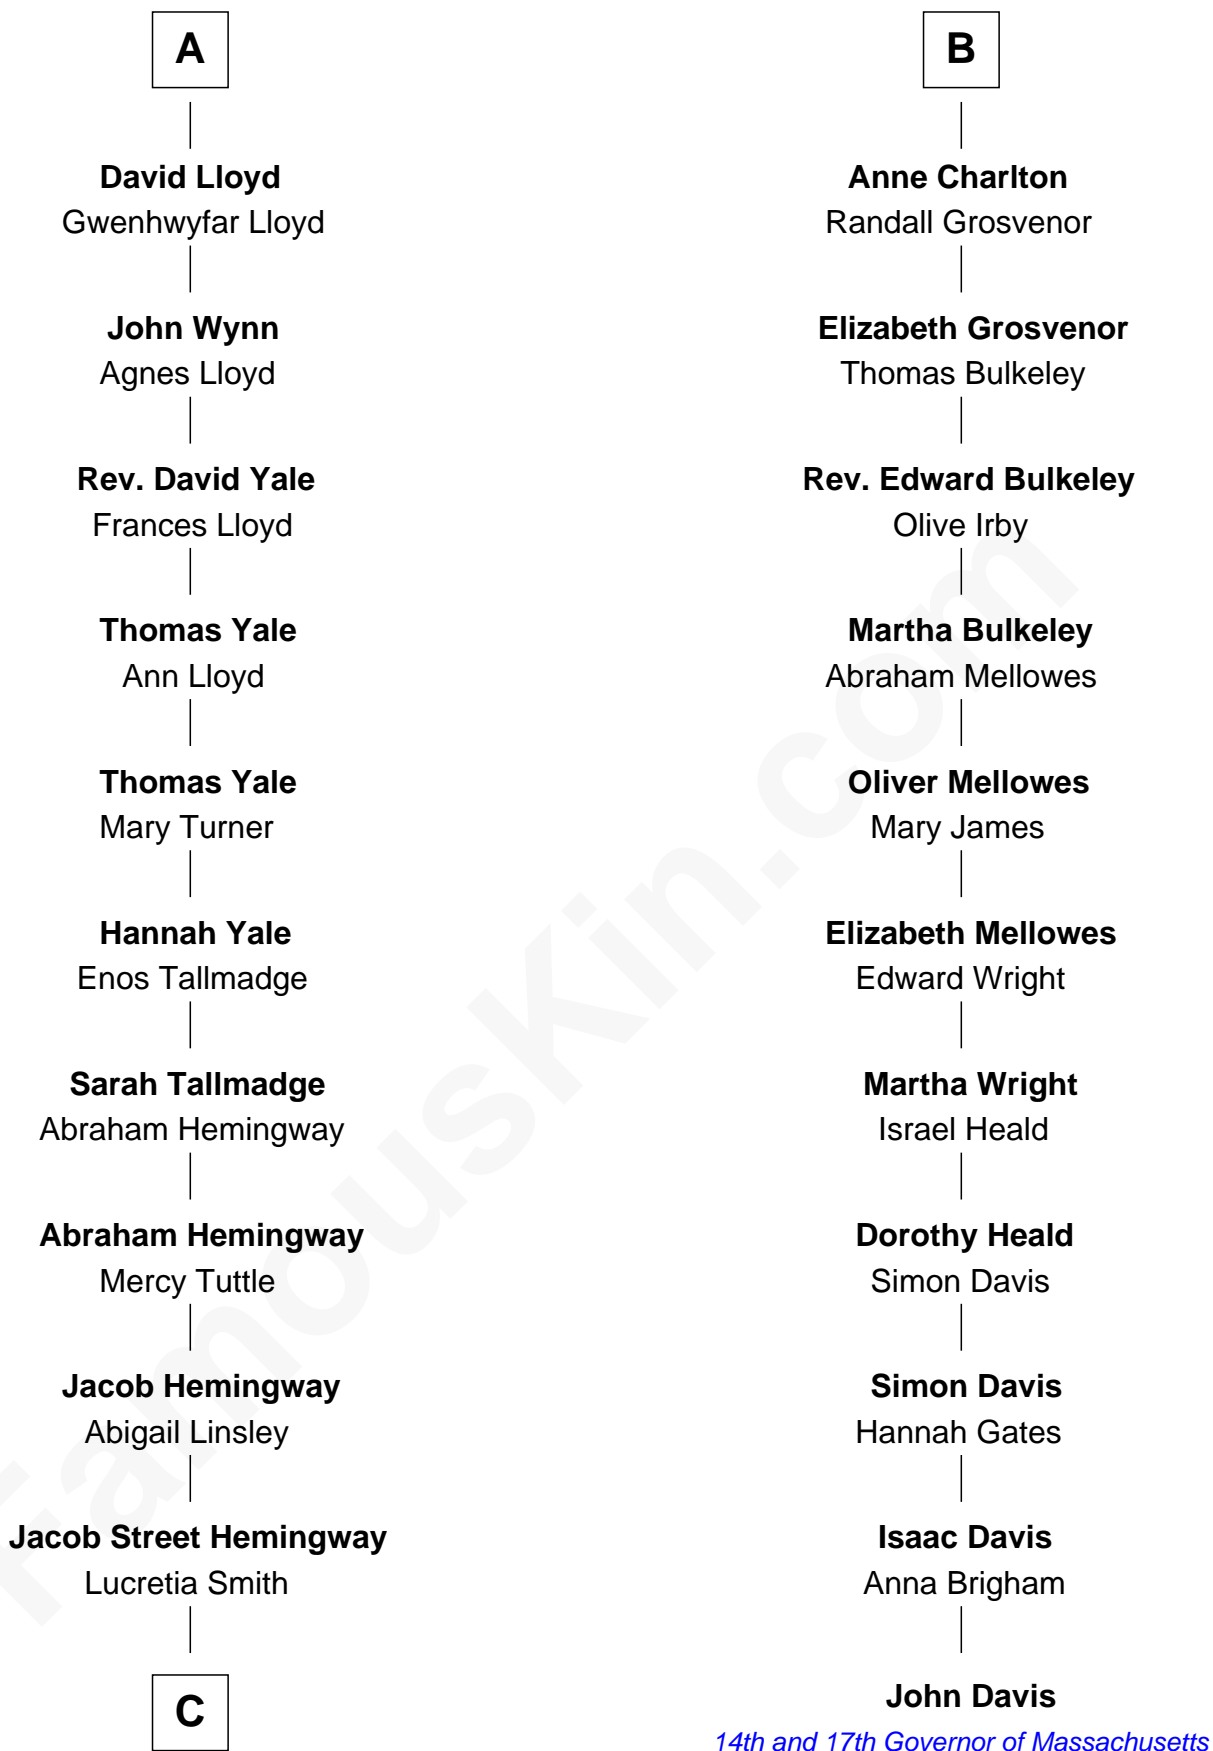 A
David Lloyd
Gwenhwyfar Lloyd
John Wynn
Agnes Lloyd
Rev. David Yale
Frances Lloyd
Thomas Yale
Ann Lloyd
Thomas Yale
Mary Turner
Hannah Yale
Enos Tallmadge
Sarah Tallmadge
Abraham Hemingway
Abraham Hemingway
Mercy Tuttle
Jacob Hemingway
Abigail Linsley
Jacob Street Hemingway
Lucretia Smith
C
B
Anne Charlton
Randall Grosvenor
Elizabeth Grosvenor
Thomas Bulkeley
Rev. Edward Bulkeley
Olive Irby
Martha Bulkeley
Abraham Mellowes
Oliver Mellowes
Mary James
Elizabeth Mellowes
Edward Wright
Martha Wright
Israel Heald
Dorothy Heald
Simon Davis
Simon Davis
Hannah Gates
Isaac Davis
Anna Brigham
John Davis
14th and 17th Governor of Massachusetts
FamousKin.com